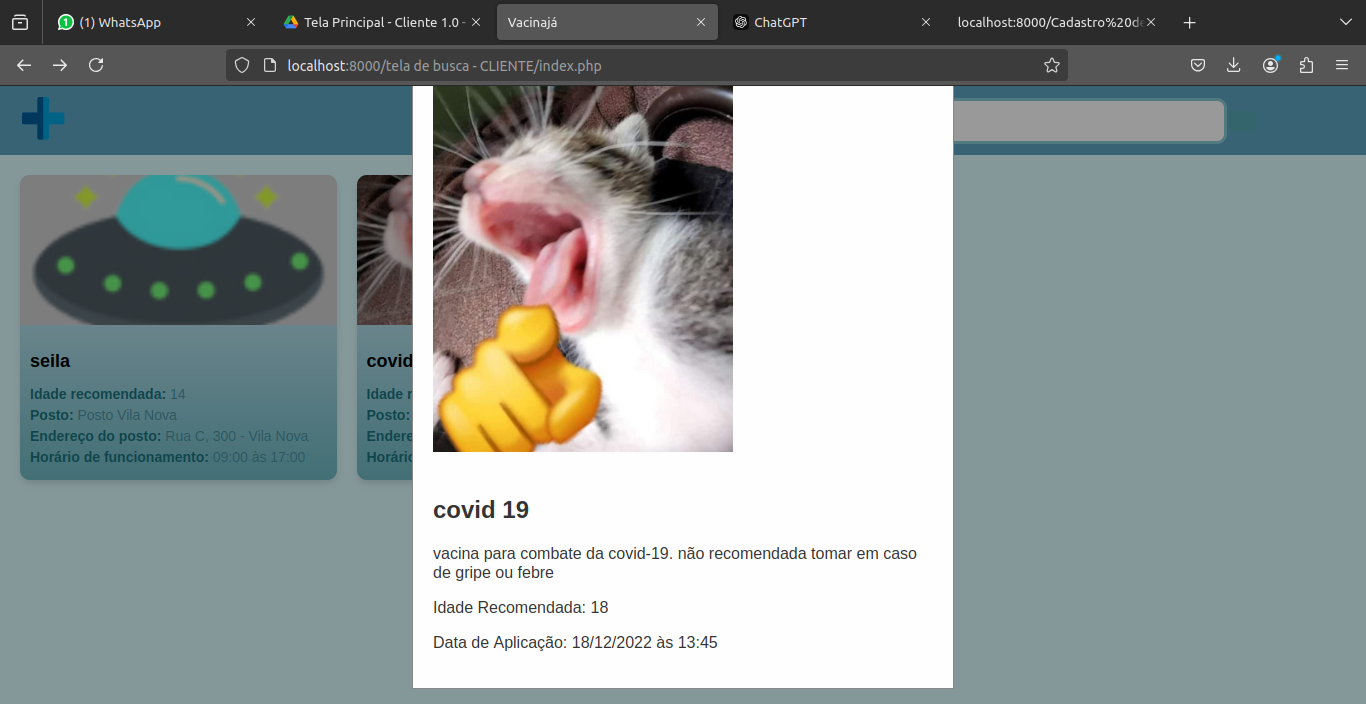 (1) WhatsApp
Tela Principal - Cliente 1.0 -
Vacinajá
ChatGPT
localhost:8000/Cadastro%20de
localhost:8000/tela de busca - CLIENTE/index.php
seila
Idade recomendada: 14
Posto: Posto Vila Nova
Endereço do posto: Rua C, 300 - Vila Nova
Horário de funcionamento: 09:00 às 17:00
covid
Idade r
Posto:
Endere
Horári
covid 19
vacina para combate da covid-19. não recomendada tomar em caso
de gripe ou febre
Idade Recomendada: 18
Data de Aplicação: 18/12/2022 às 13:45